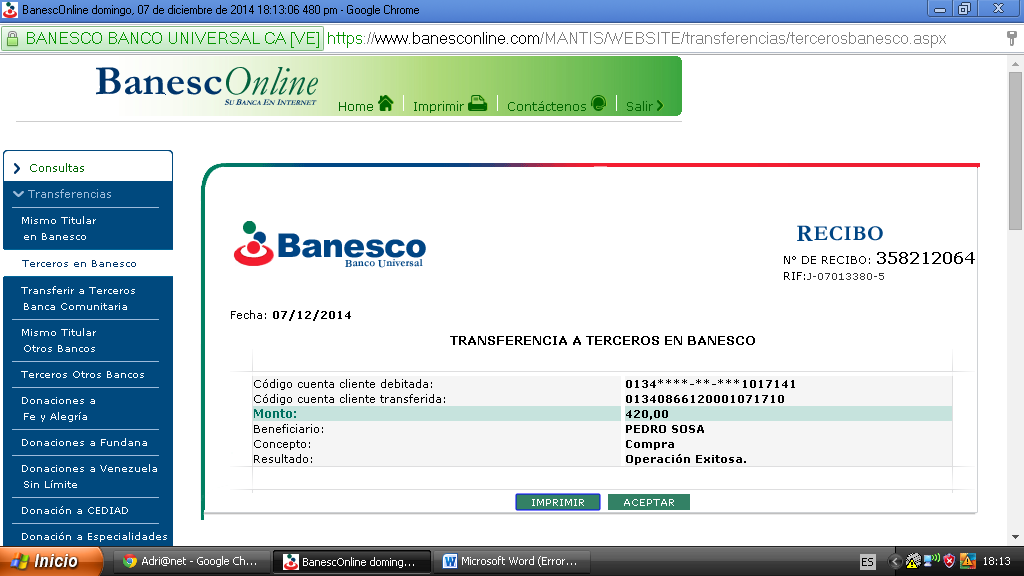 BanescOnline domingo, 07 de diciembre de 2014 18:13:06 480 pm - Google Chrome
BANESCO BANCO UNIVERSAL CA [VE] https://www.banesconline.com/MANTIS/WEBSITE/transferencias/tercerosbanesco.aspx
BanescOnline
SU BANCA EN INTERNET
Home Imprimir Contáctenos Salir
Consultas
Transferencias
Mismo Titular
en Banesco
Terceros en Banesco
Transferir a Terceros
Banca Comunitaria
Mismo Titular
Otros Bancos
Terceros Otros Bancos
Donaciones a
Fe y Alegría
Donaciones a Fundana
Donaciones a Venezuela
Sin Límite
Donación a CEDIAD
Donación a Especialidades
Banesco
Banco Universal
RECIBO
N° DE RECIBO: 358212064
RIF:J-07013380-5
Fecha: 07/12/2014
TRANSFERENCIA A TERCEROS EN BANESCO
Código cuenta cliente debitada: 0134****-**-***1017141
Código cuenta cliente transferida: 01340866120001071710
Monto: 420,00
Beneficiario: PEDRO SOSA
Concepto: Compra
Resultado: Operación Exitosa.
IMPRIMIR ACEPTAR
Inicio Adri@net - Google Ch... BanescOnline doming... Microsoft Word (Error... ES 18:13